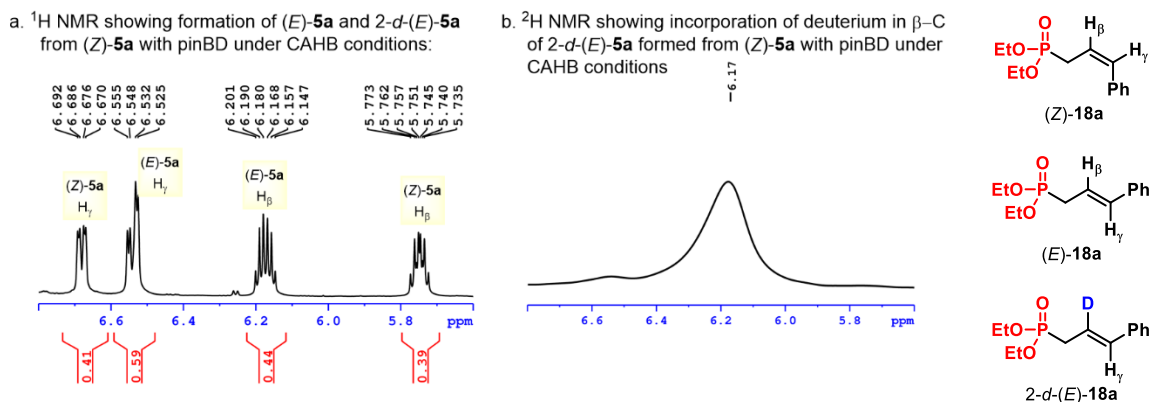 a. ¹H NMR showing formation of (E)-5a and 2-d-(E)-5a
from (Z)-5a with pinBD under CAHB conditions:
6.692
6.686
6.676
6.670
6.555
6.548
6.532
6.525
6.201
6.190
6.180
6.168
6.157
6.147
5.773
5.762
5.757
5.751
5.745
5.740
5.735
(Z)-5a
Hγ
(E)-5a
Hγ
(E)-5a
Hβ
(Z)-5a
Hβ
6.6 6.4 6.2 6.0 5.8 ppm
0.41
0.59
0.44
0.39
b. ²H NMR showing incorporation of deuterium in β–C
of 2-d-(E)-5a formed from (Z)-5a with pinBD under
CAHB conditions
–6.17
6.6 6.4 6.2 6.0 5.8 ppm
O Hβ
EtO P Hγ
EtO
Ph
(Z)-18a
O Hβ
EtO P Ph
EtO
Hγ
(E)-18a
O D
EtO P Ph
EtO
Hγ
2-d-(E)-18a